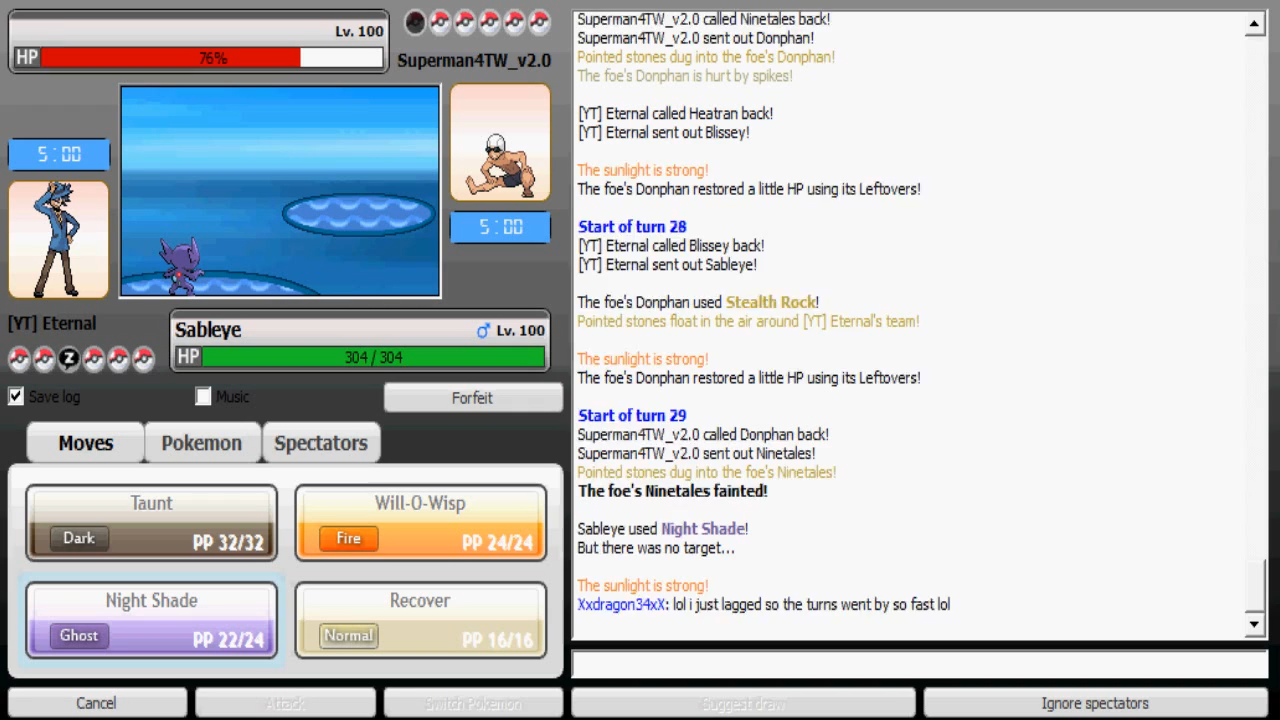 Lv. 100
HP 76%
Superman4TW_v2.0
5:00
5:00
[YT] Eternal
Sableye ♂ Lv. 100
HP 304 / 304
Z
Save log
Music
Forfeit
Moves
Pokemon
Spectators
Taunt
Dark PP 32/32
Will-O-Wisp
Fire PP 24/24
Night Shade
Ghost PP 22/24
Recover
Normal PP 16/16
Cancel
Attack
Switch Pokemon
Superman4TW_v2.0 called Ninetales back!
Superman4TW_v2.0 sent out Donphan!
Pointed stones dug into the foe's Donphan!
The foe's Donphan is hurt by spikes!
[YT] Eternal called Heatran back!
[YT] Eternal sent out Blissey!
The sunlight is strong!
The foe's Donphan restored a little HP using its Leftovers!
Start of turn 28
[YT] Eternal called Blissey back!
[YT] Eternal sent out Sableye!
The foe's Donphan used Stealth Rock!
Pointed stones float in the air around [YT] Eternal's team!
The sunlight is strong!
The foe's Donphan restored a little HP using its Leftovers!
Start of turn 29
Superman4TW_v2.0 called Donphan back!
Superman4TW_v2.0 sent out Ninetales!
Pointed stones dug into the foe's Ninetales!
The foe's Ninetales fainted!
Sableye used Night Shade!
But there was no target...
The sunlight is strong!
Xxdragon34xX: lol i just lagged so the turns went by so fast lol
Suggest draw
Ignore spectators